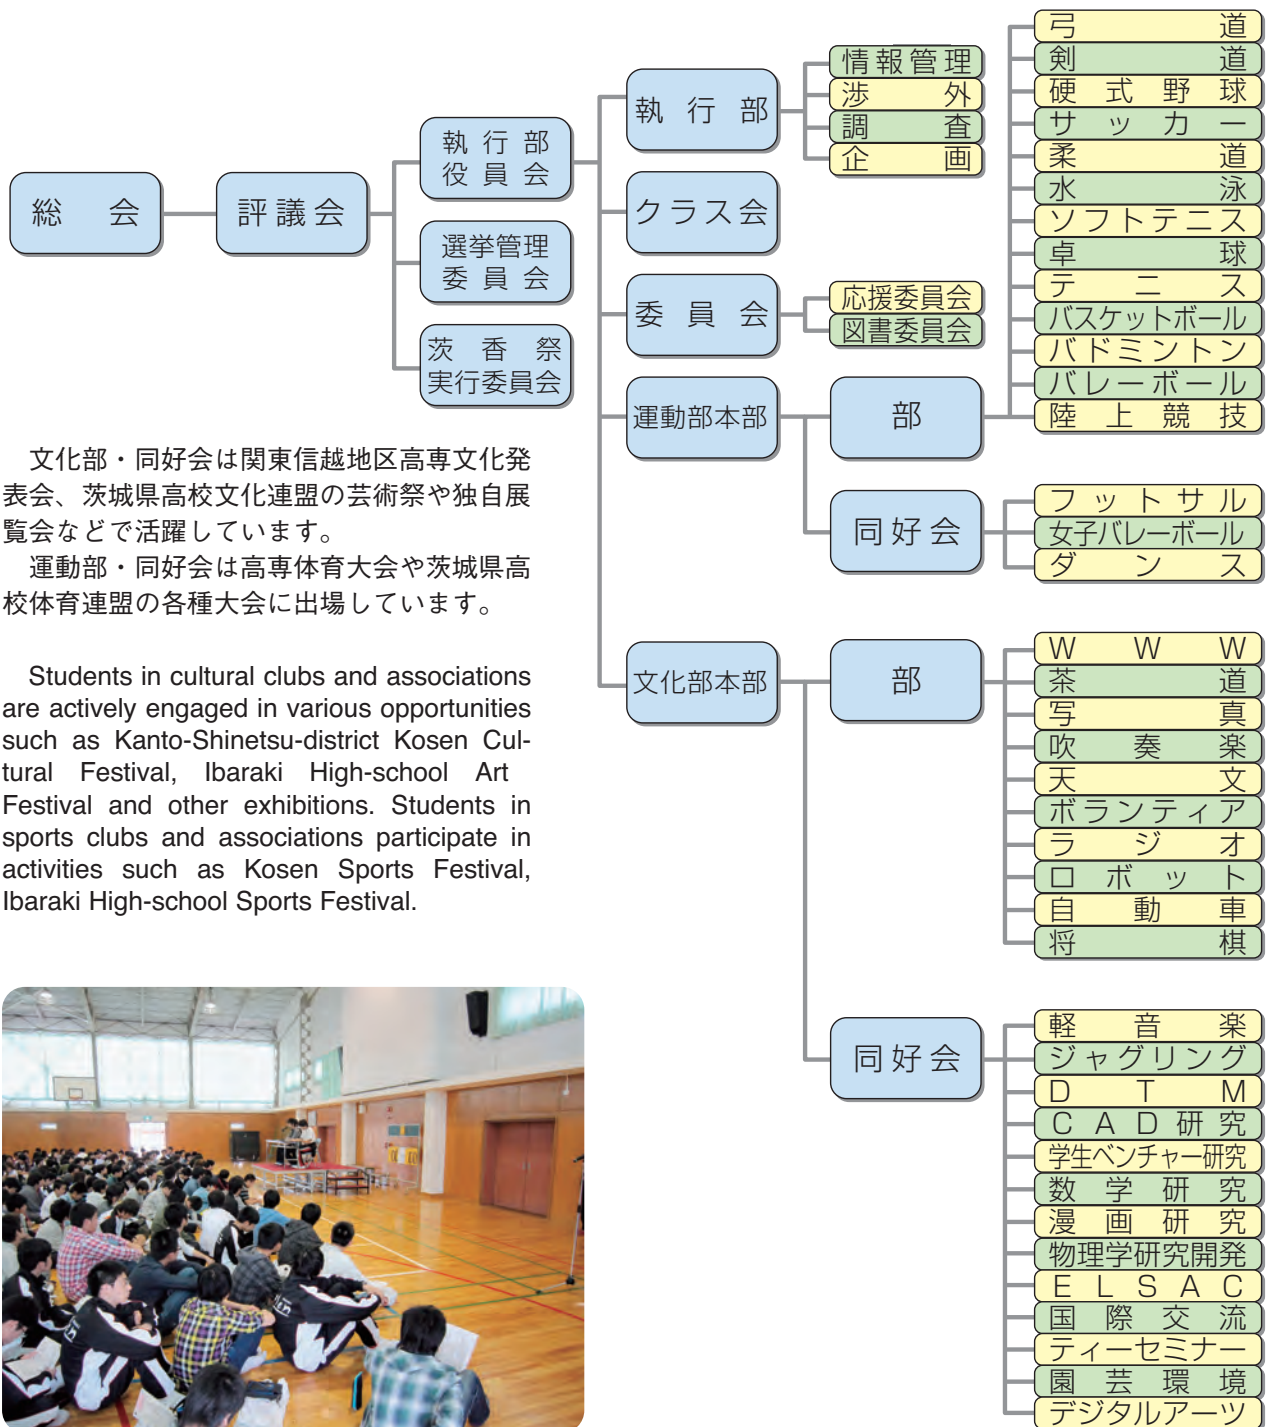 総会
評議会
執行部
役員会
選挙管理
委員会
茨香祭
実行委員会
執行部
クラス会
委員会
運動部本部
文化部本部
情報管理
渉外
調査
企画
応援委員会
図書委員会
部
弓道
剣道
硬式野球
サッカー
柔道
水泳
ソフトテニス
卓球
テニス
バスケットボール
バドミントン
バレーボール
陸上競技
同好会
フットサル
女子バレーボール
ダンス
部
WWW
茶道
写真
吹奏楽
天文
ボランティア
ラジオ
ロボット
自動車
将棋
同好会
軽音楽
ジャグリング
DTM
CAD研究
学生ベンチャー研究
数学研究
漫画研究
物理学研究開発
ELSAC
国際交流
ティーセミナー
園芸環境
デジタルアーツ
文化部・同好会は関東信越地区高専文化発
表会、茨城県高校文化連盟の芸術祭や独自展
覧会などで活躍しています。
運動部・同好会は高専体育大会や茨城県高
校体育連盟の各種大会に出場しています。
Students in cultural clubs and associations
are actively engaged in various opportunities
such as Kanto-Shinetsu-district Kosen Cul-
tural Festival, Ibaraki High-school Art
Festival and other exhibitions. Students in
sports clubs and associations participate in
activities such as Kosen Sports Festival,
Ibaraki High-school Sports Festival.